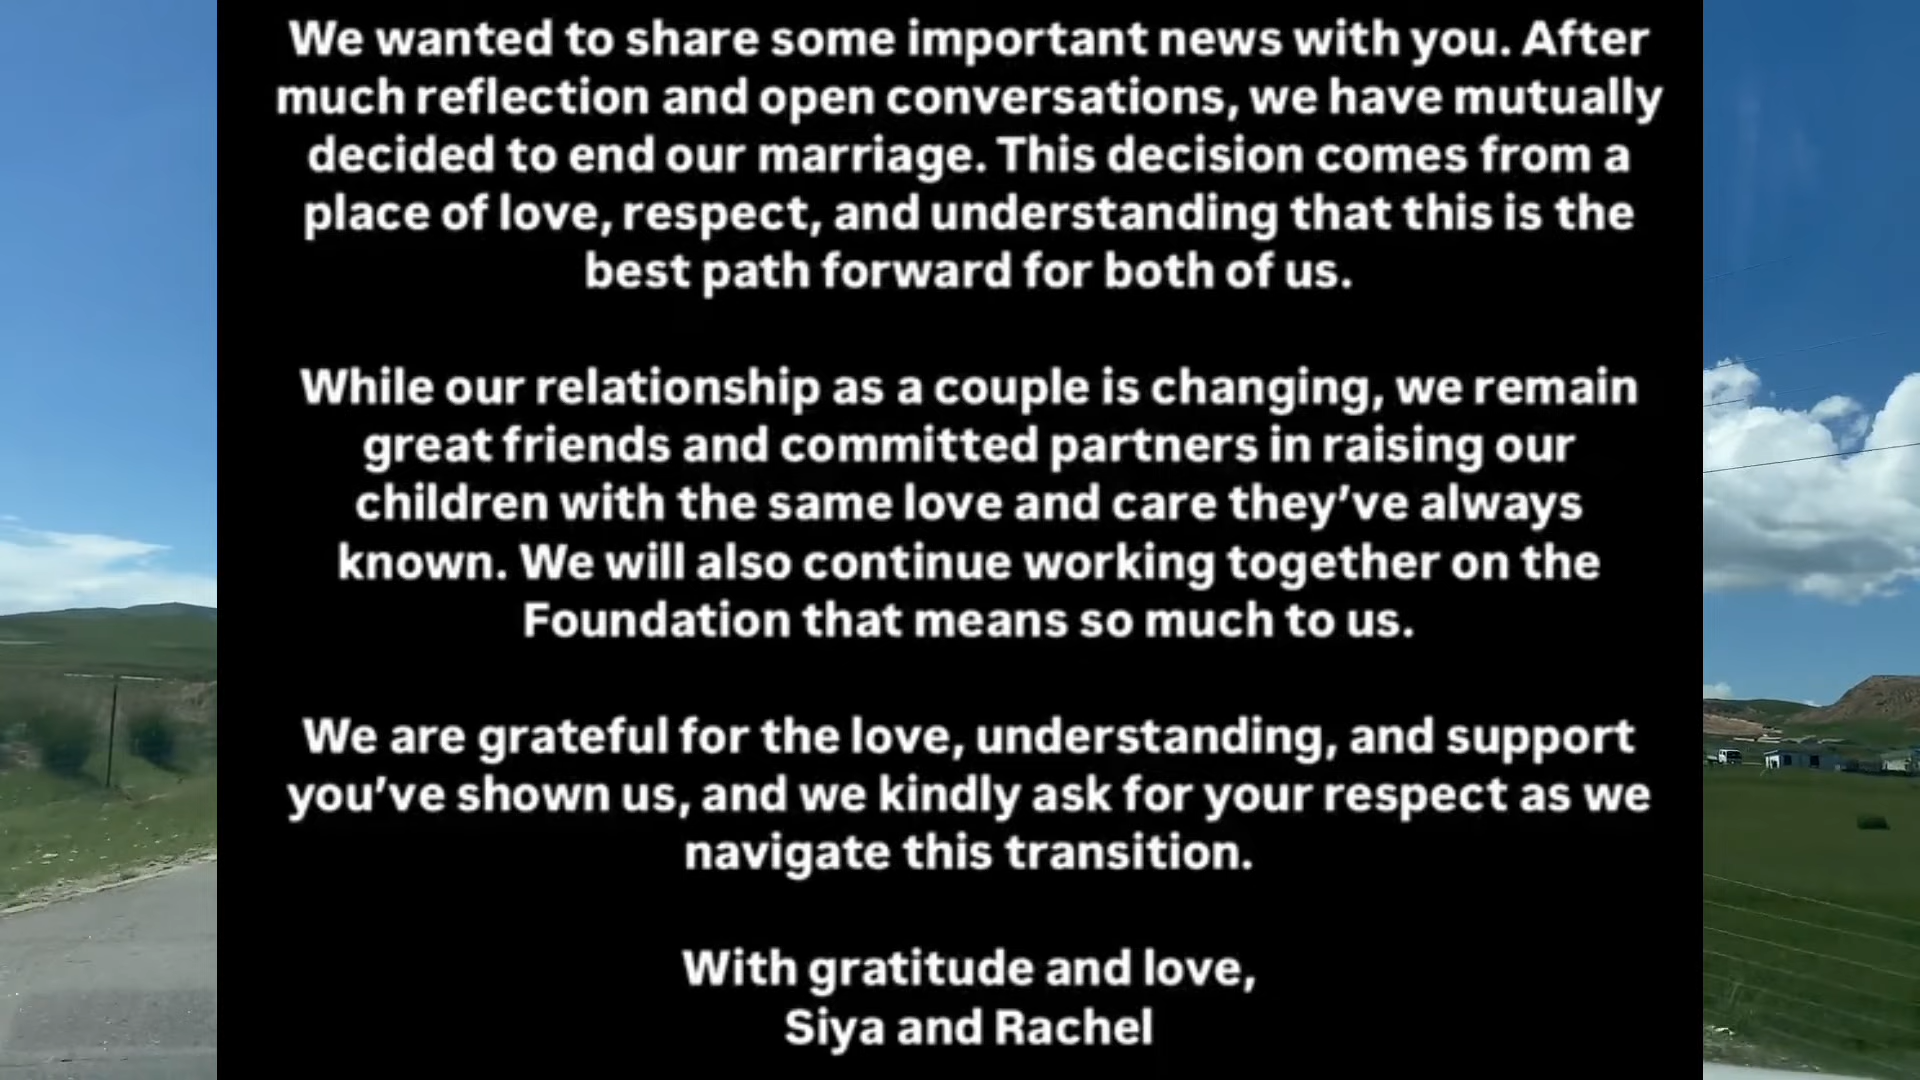 We wanted to share some important news with you. After
much reflection and open conversations, we have mutually
decided to end our marriage. This decision comes from a
place of love, respect, and understanding that this is the
best path forward for both of us.
While our relationship as a couple is changing, we remain
great friends and committed partners in raising our
children with the same love and care they’ve always
known. We will also continue working together on the
Foundation that means so much to us.
We are grateful for the love, understanding, and support
you’ve shown us, and we kindly ask for your respect as we
navigate this transition.
With gratitude and love,
Siya and Rachel